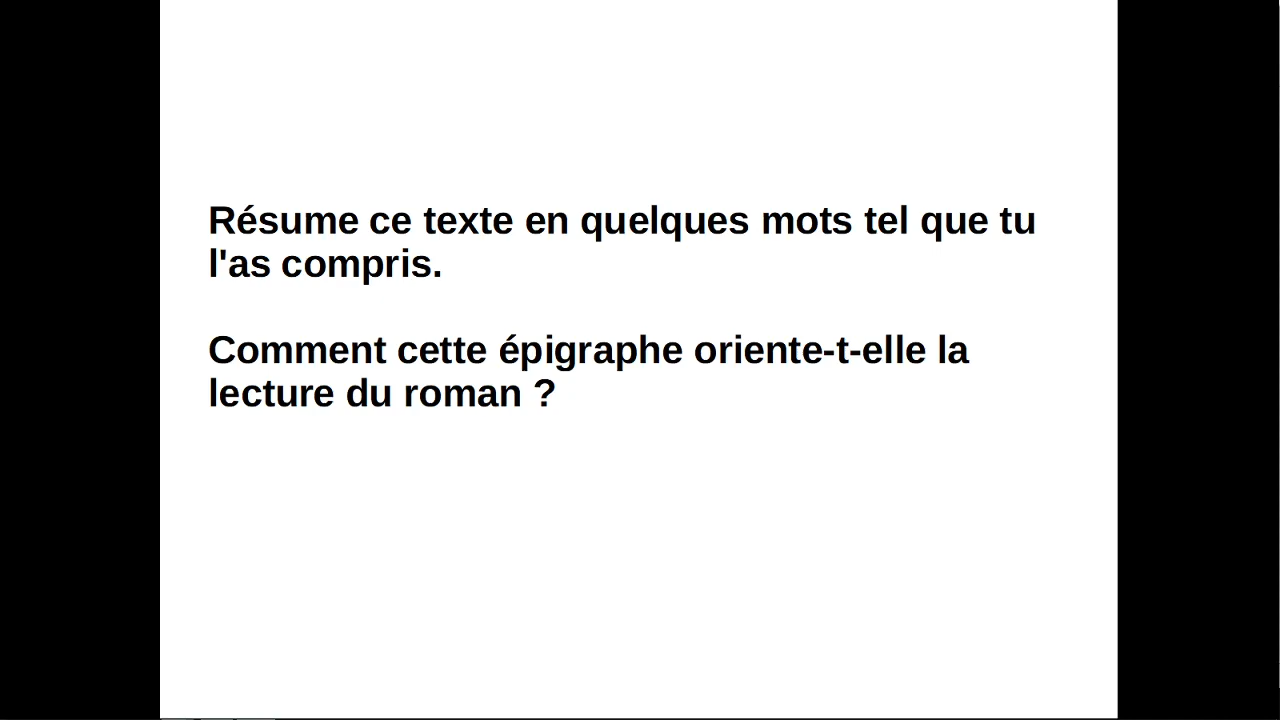 Résume ce texte en quelques mots tel que tu
l'as compris.
Comment cette épigraphe oriente-t-elle la
lecture du roman ?